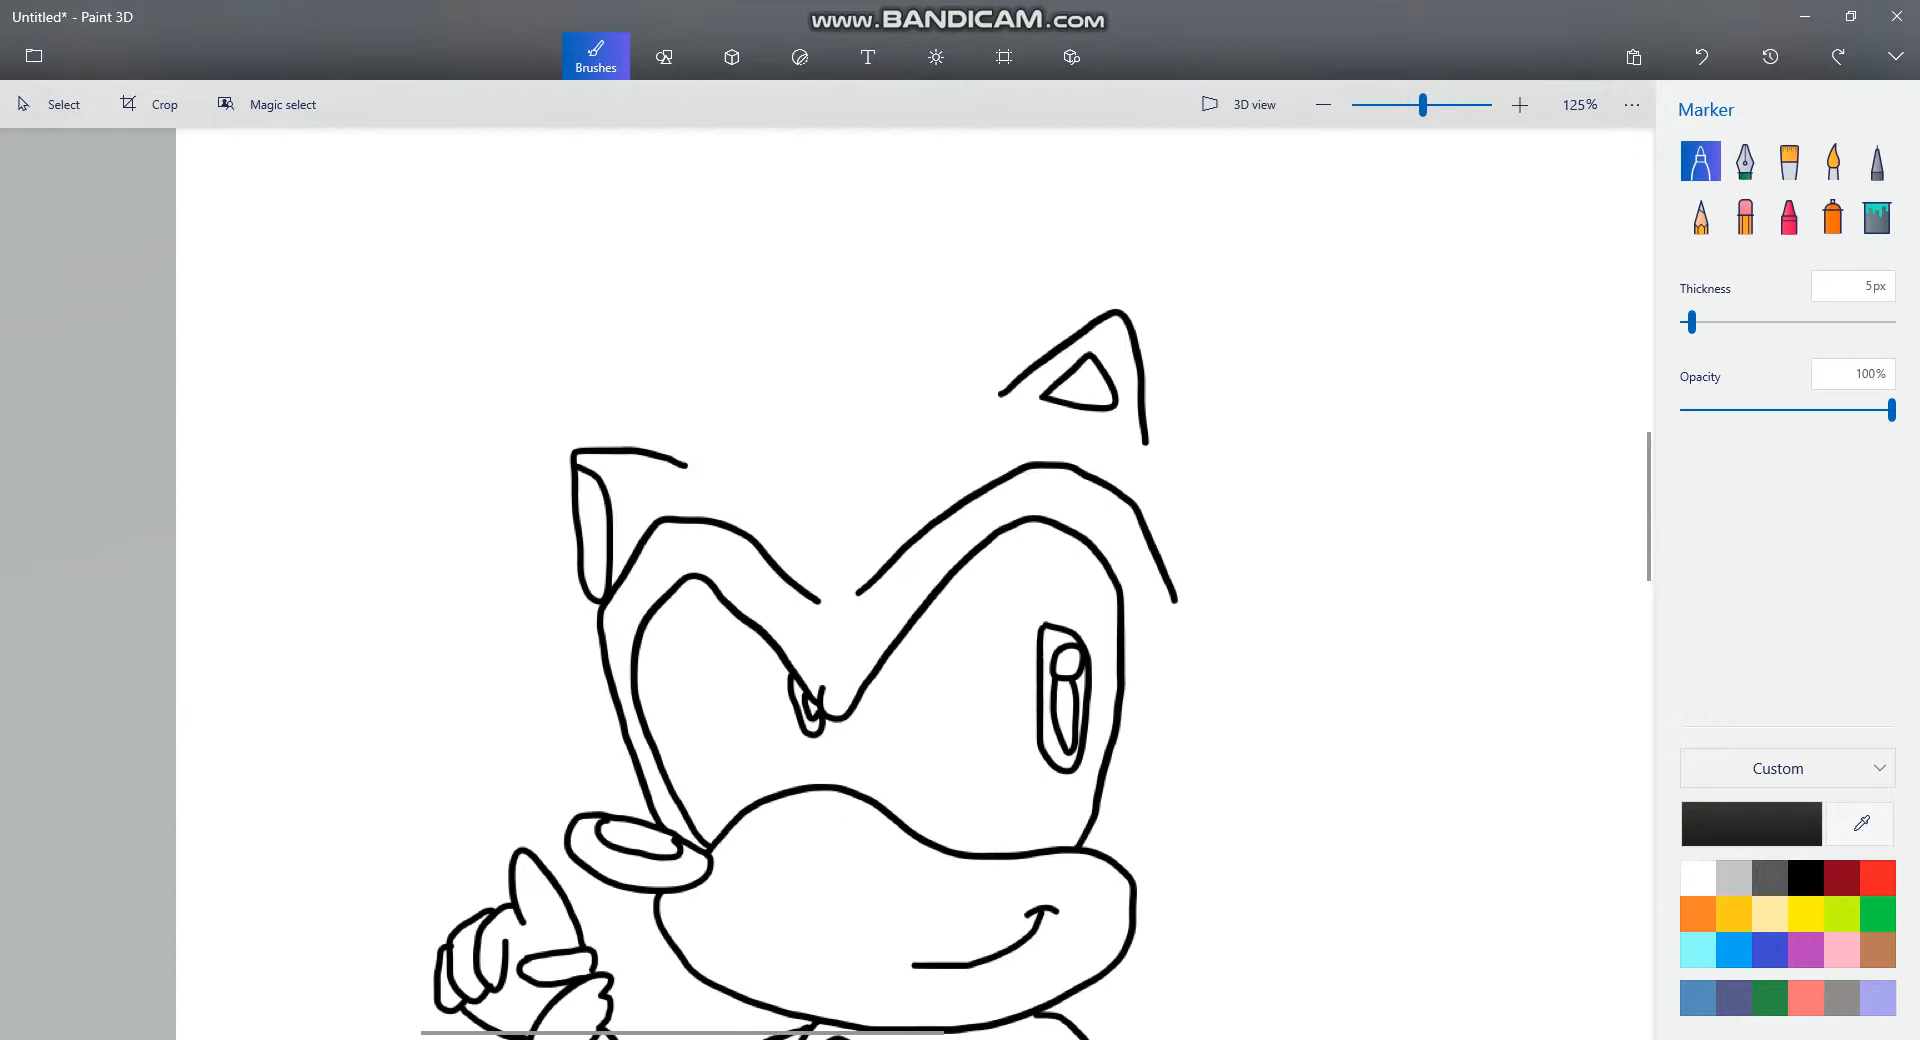 Untitled* - Paint 3D
www.BANDICAM.com
Brushes
Select
Crop
Magic select
3D view
125%
Marker
Thickness
5px
Opacity
100%
Custom